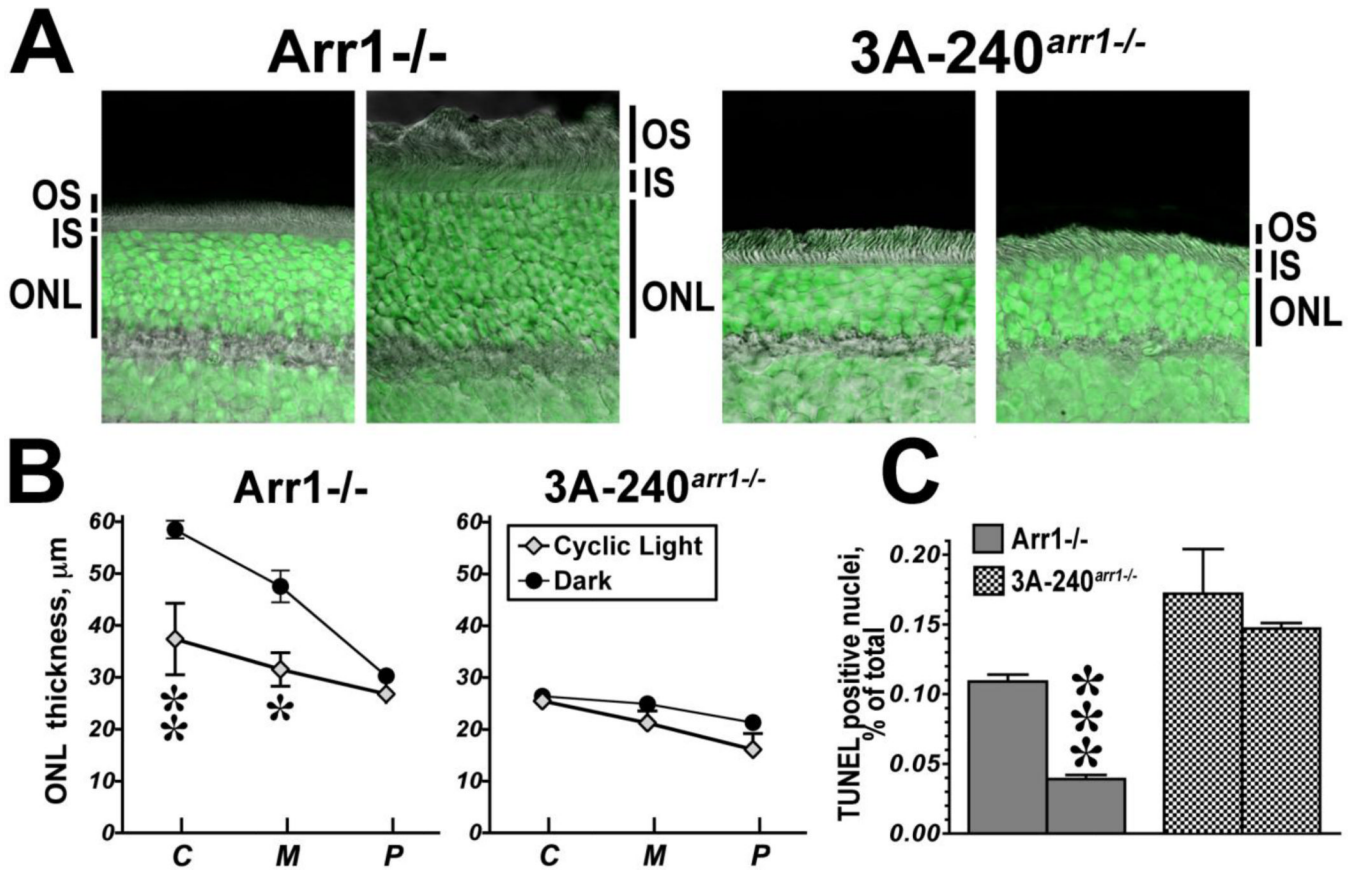 A
Arr1-/-
3A-240arr1-/-
OS
IS
ONL
OS
IS
ONL
OS
IS
ONL
B
Arr1-/-
3A-240arr1-/-
ONL thickness, μm
60
50
40
30
20
10
0
**
*
C
M
P
60
50
40
30
20
10
0
Cyclic Light
Dark
C
M
P
C
TUNEL positive nuclei,
% of total
0.20
0.15
0.10
0.05
0.00
Arr1-/-
3A-240arr1-/-
***